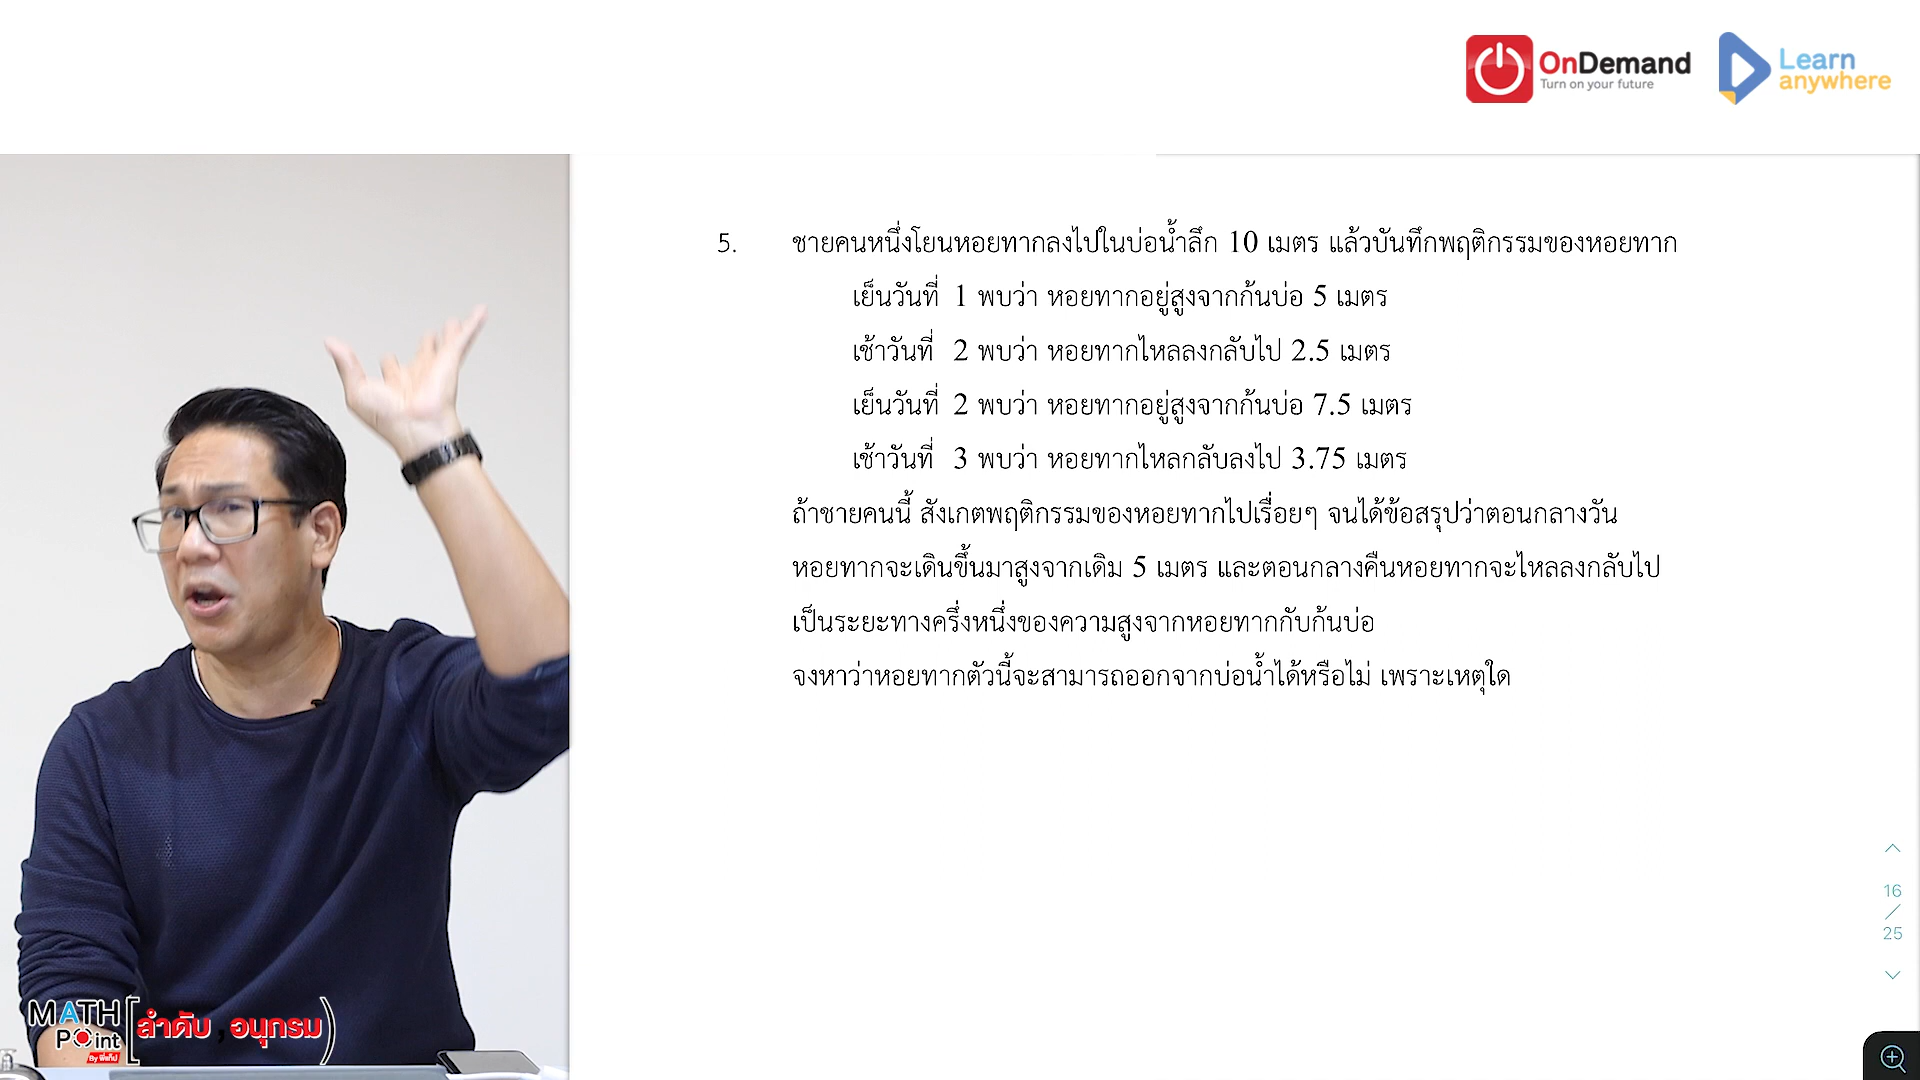 OnDemand
Turn on your future
Learn
anywhere
5. ชายคนหนึ่งโยนหอยทากลงไปในบ่อน้ำลึก 10 เมตร แล้วบันทึกพฤติกรรมของหอยทาก
เย็นวันที่ 1 พบว่า หอยทากอยู่สูงจากก้นบ่อ 5 เมตร
เช้าวันที่ 2 พบว่า หอยทากไหลลงกลับไป 2.5 เมตร
เย็นวันที่ 2 พบว่า หอยทากอยู่สูงจากก้นบ่อ 7.5 เมตร
เช้าวันที่ 3 พบว่า หอยทากไหลกลับลงไป 3.75 เมตร
ถ้าชายคนนี้ สังเกตพฤติกรรมของหอยทากไปเรื่อยๆ จนได้ข้อสรุปว่าตอนกลางวัน
หอยทากจะเดินขึ้นมาสูงจากเดิม 5 เมตร และตอนกลางคืนหอยทากจะไหลลงกลับไป
เป็นระยะทางครึ่งหนึ่งของความสูงจากหอยทากกับก้นบ่อ
จงหาว่าหอยทากตัวนี้จะสามารถออกจากบ่อน้ำได้หรือไม่ เพราะเหตุใด
16
/
25
MATH
Point
By พี่แท๊ป
[ลำดับ , อนุกรม)